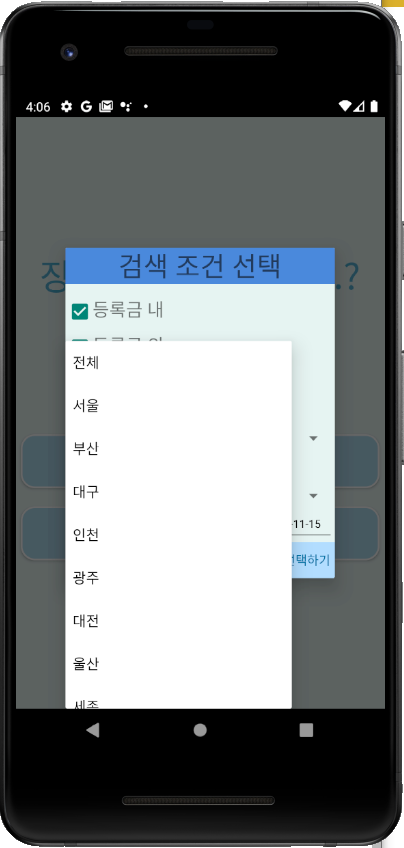 4:06
장
.?
검색 조건 선택
등록금 내
전체
서울
부산
대구
인천
광주
대전
울산
세종
-11-15
선택하기